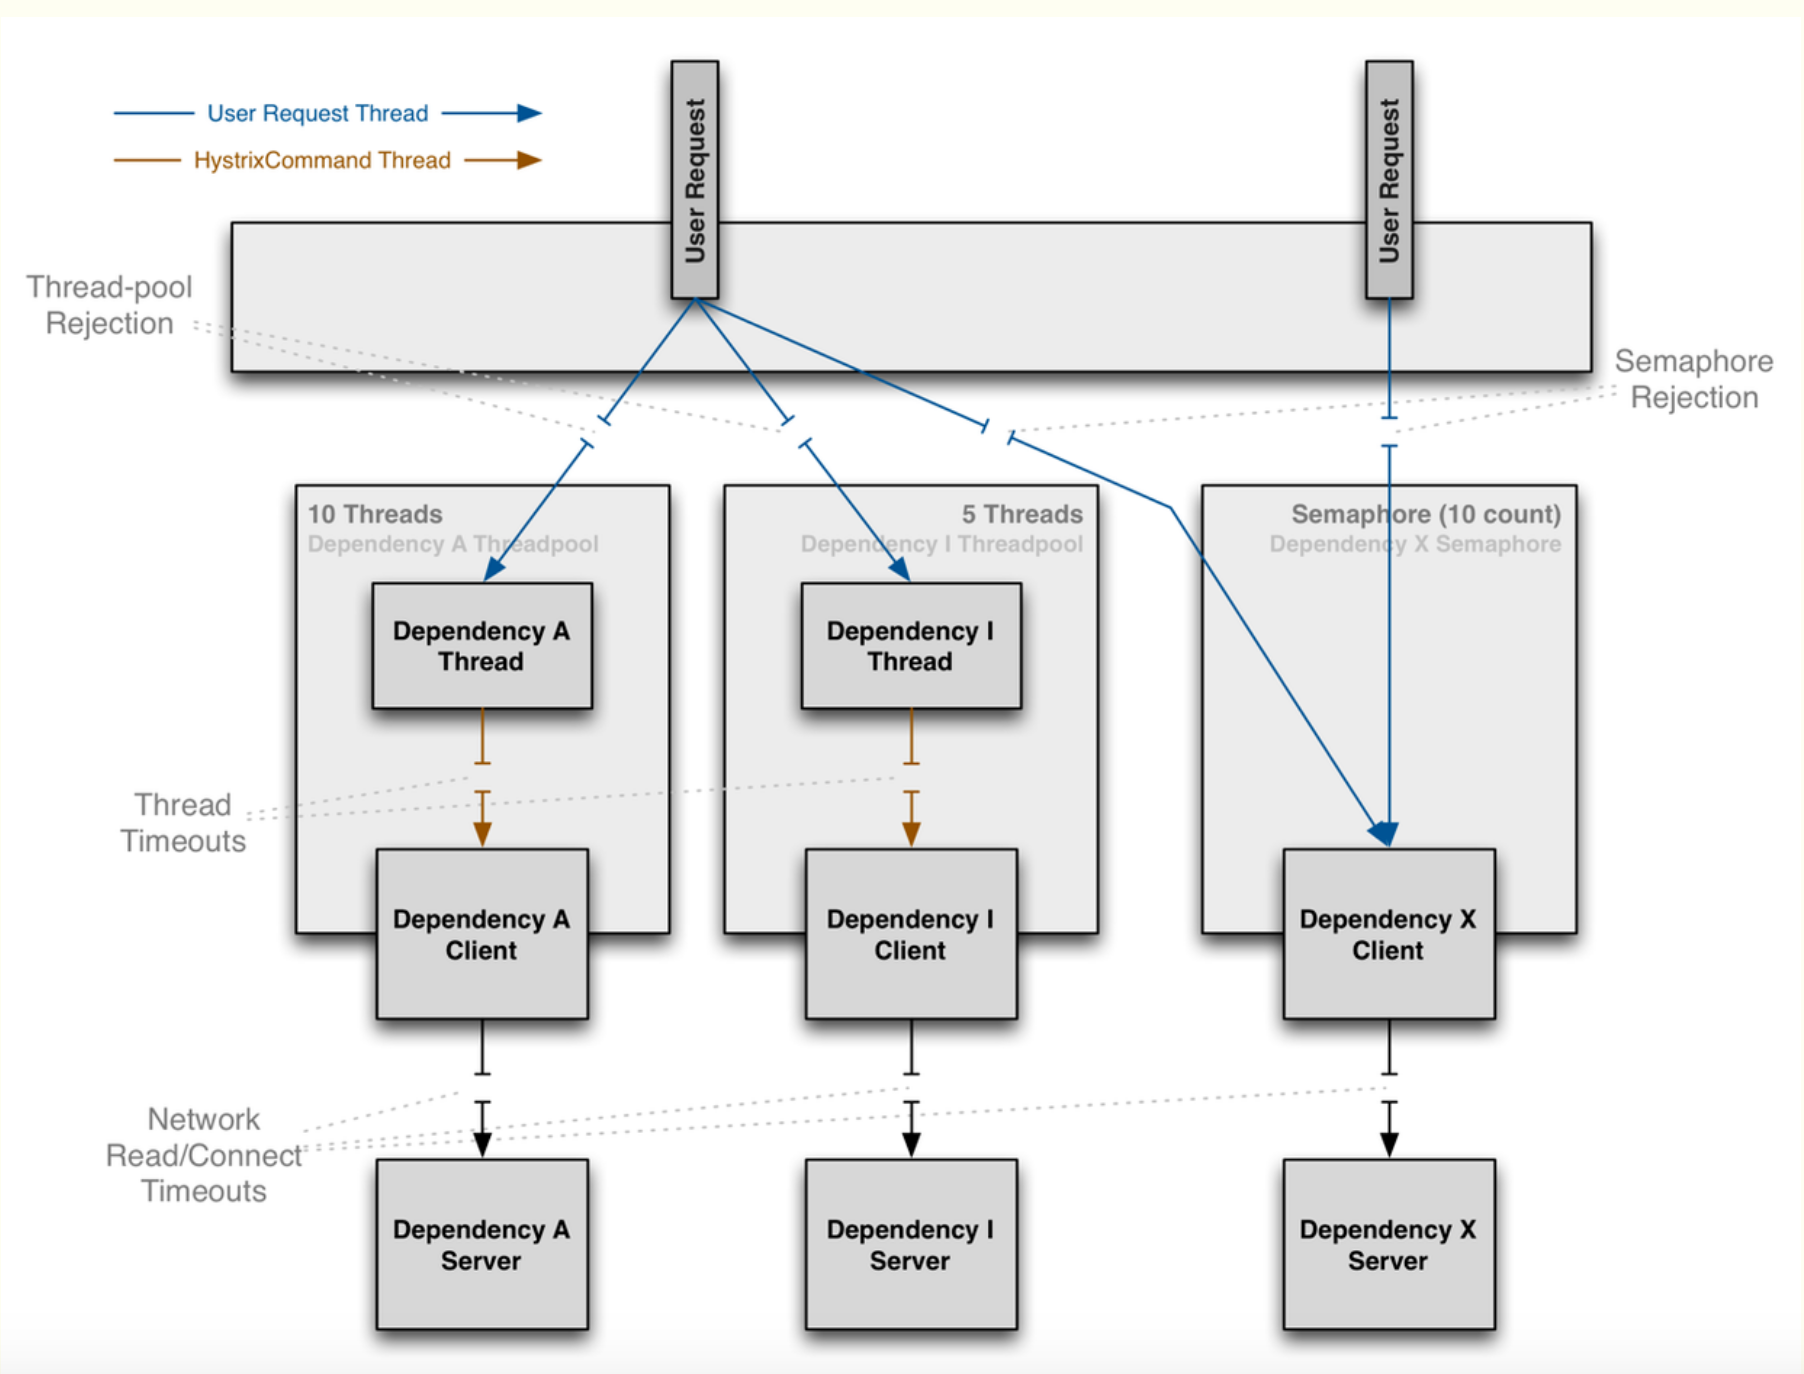 User Request Thread
HystrixCommand Thread
User Request
User Request
Thread-pool
Rejection
Semaphore
Rejection
10 Threads
Dependency A Threadpool
5 Threads
Dependency I Threadpool
Semaphore (10 count)
Dependency X Semaphore
Dependency A
Thread
Dependency I
Thread
Thread
Timeouts
Dependency A
Client
Dependency I
Client
Dependency X
Client
Network
Read/Connect
Timeouts
Dependency A
Server
Dependency I
Server
Dependency X
Server